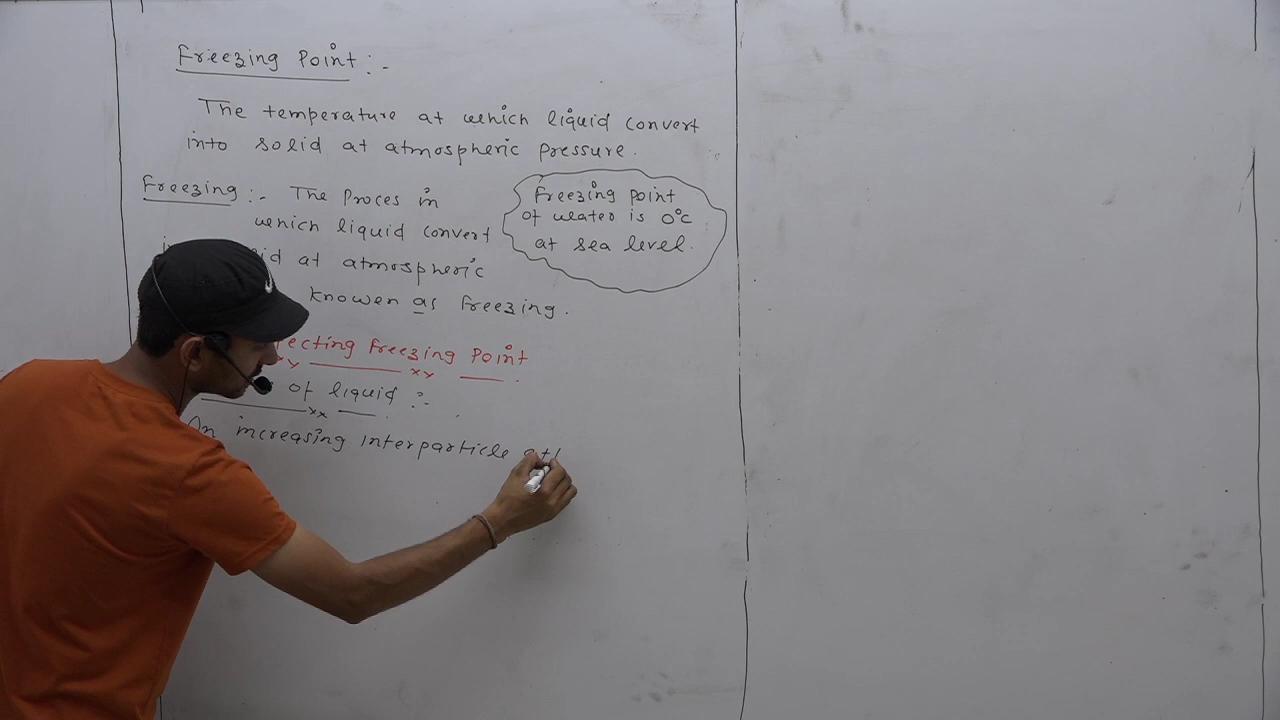 Freezing Point :-
The temperature at which liquid convert
into solid at atmospheric pressure.
Freezing :- The Proces in
which liquid convert
at atmospheric
knowen as freezing.
Freezing point
of water is 0°C
at sea level.
Freezing Point
of liquid :-
On increasing interparticle